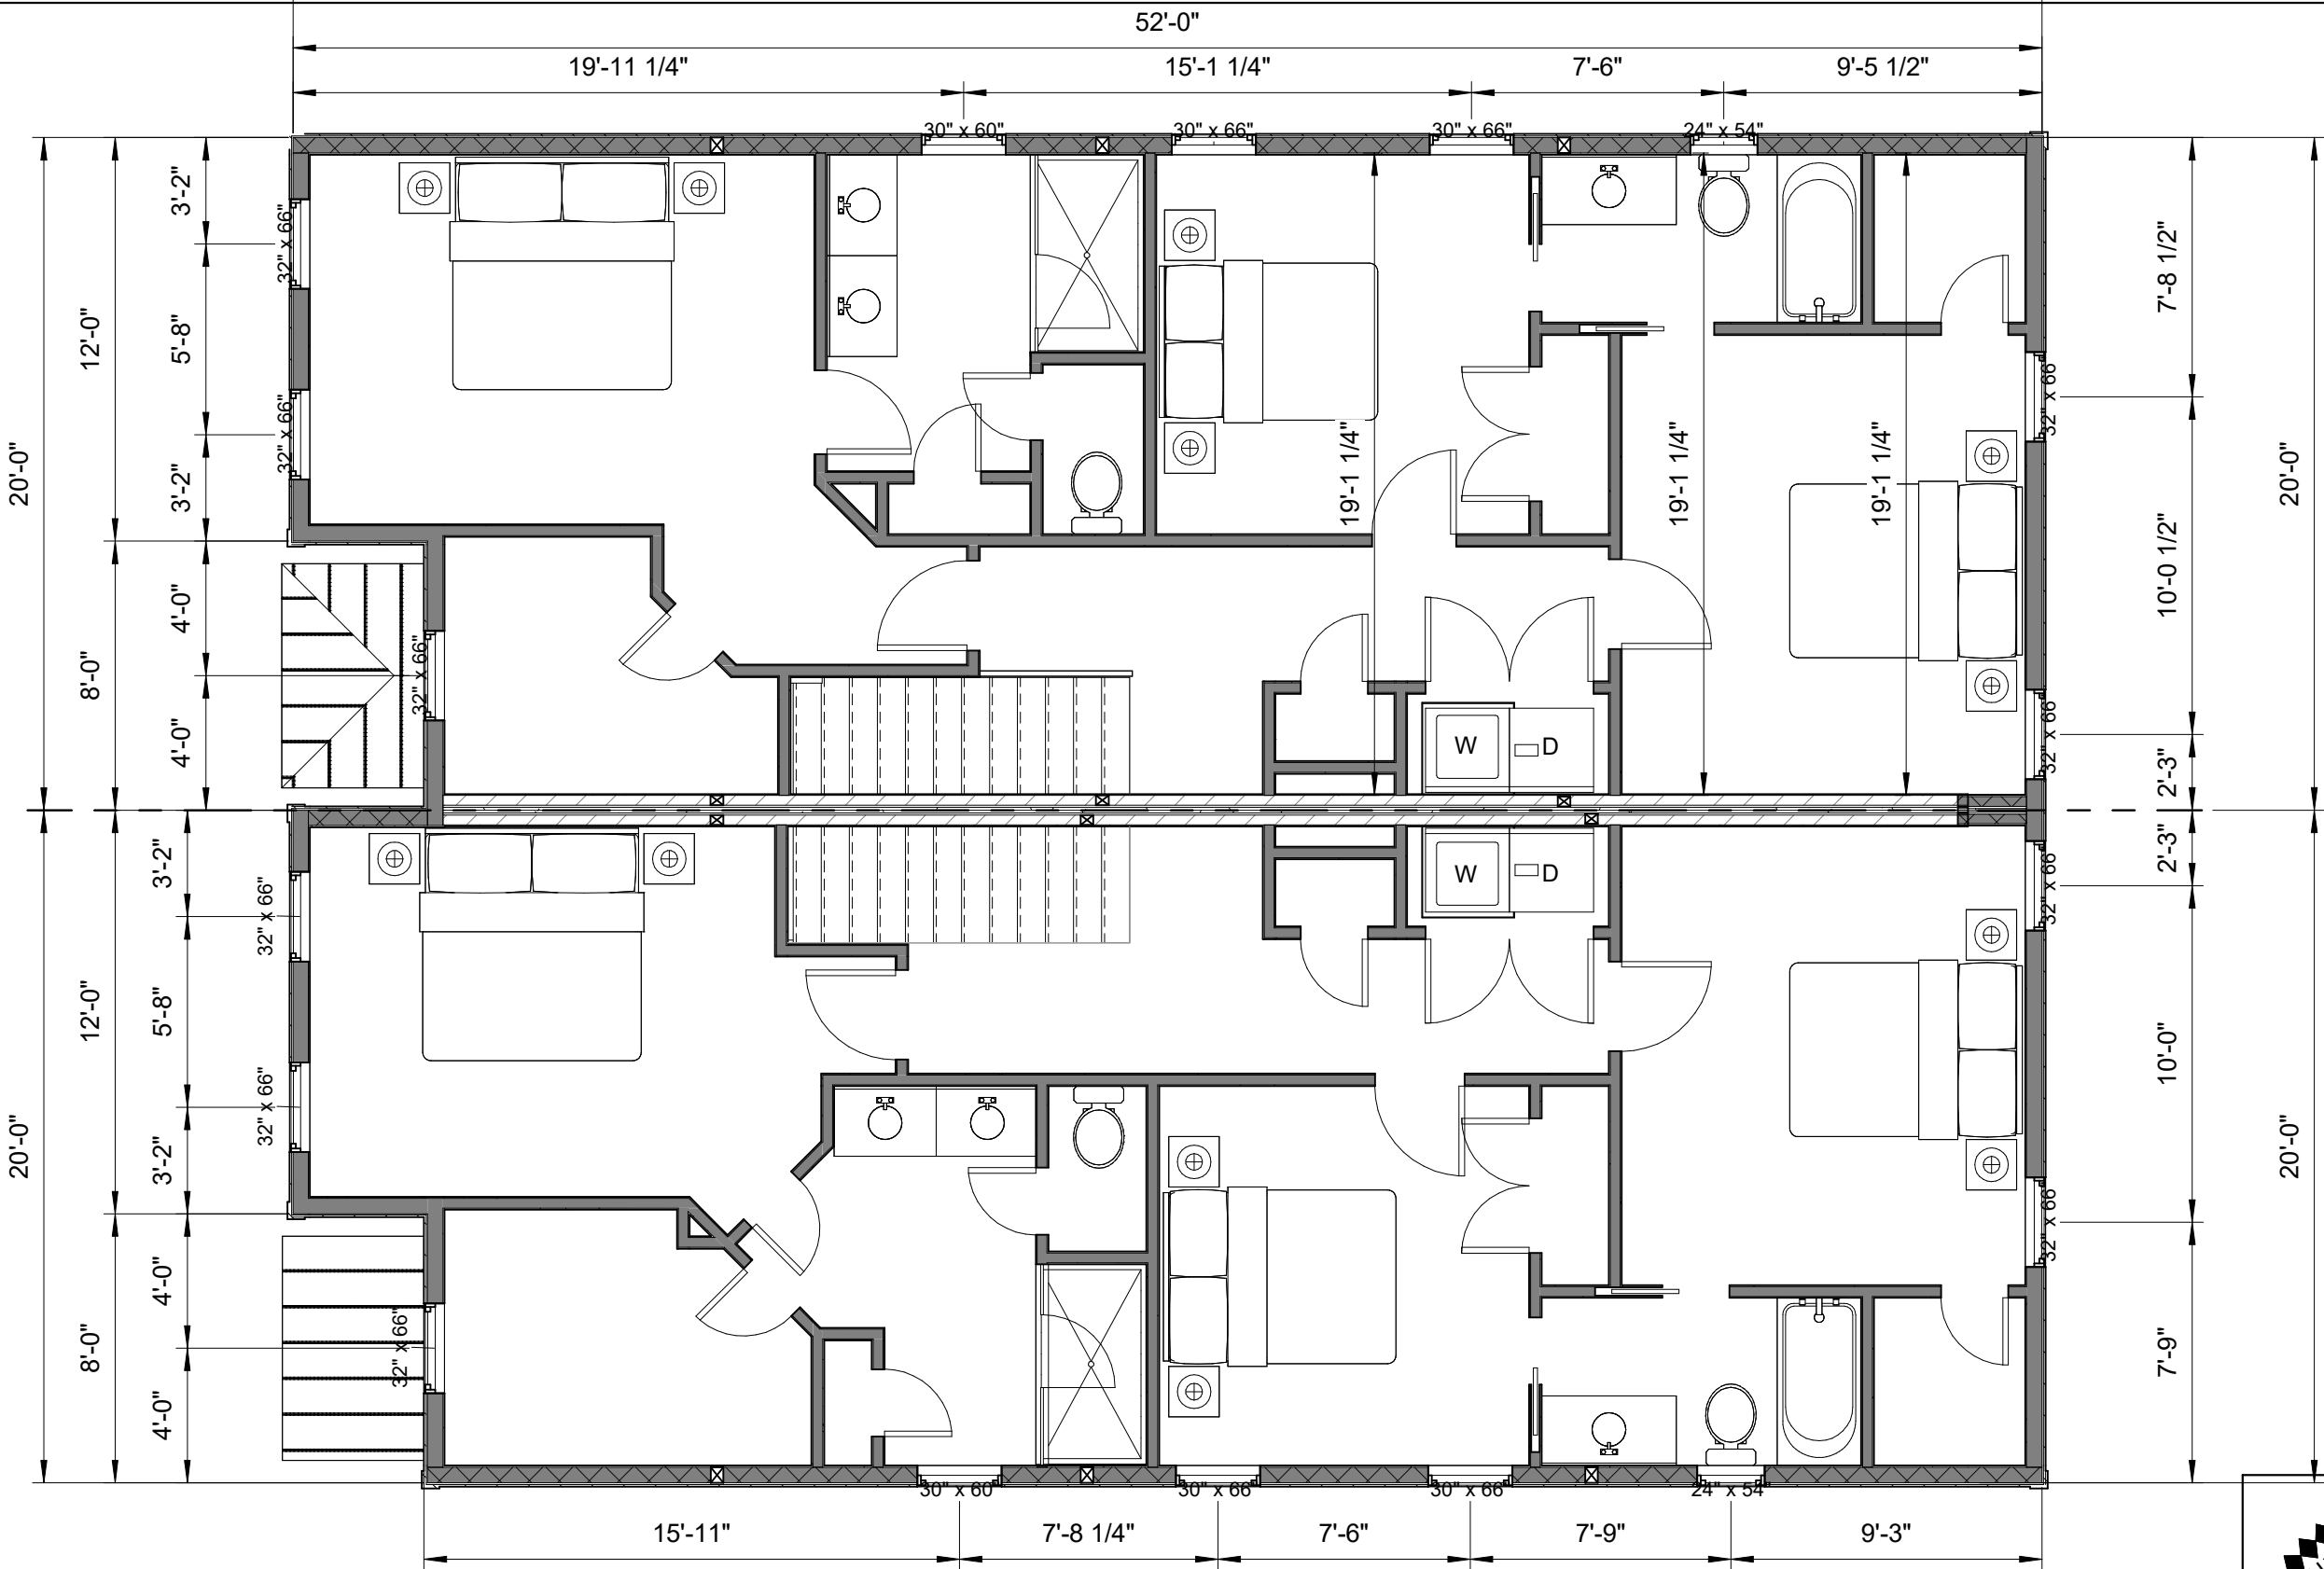 52'-0"
19'-11 1/4"
15'-1 1/4"
7'-6"
9'-5 1/2"
30" x 60"
30" x 66"
30" x 66"
24" x 54"
20'-0"
12'-0"
3'-2"
5'-8"
3'-2"
32" x 66"
32" x 66"
8'-0"
4'-0"
4'-0"
32" x 66"
19'-1 1/4"
19'-1 1/4"
19'-1 1/4"
W
D
7'-8 1/2"
10'-0 1/2"
2'-3"
32" x 66"
32" x 66"
20'-0"
20'-0"
12'-0"
3'-2"
5'-8"
3'-2"
32" x 66"
32" x 66"
8'-0"
4'-0"
4'-0"
32" x 66"
W
D
2'-3"
10'-0"
7'-9"
32" x 66"
32" x 66"
20'-0"
30" x 60"
30" x 66"
30" x 66"
24" x 54"
15'-11"
7'-8 1/4"
7'-6"
7'-9"
9'-3"